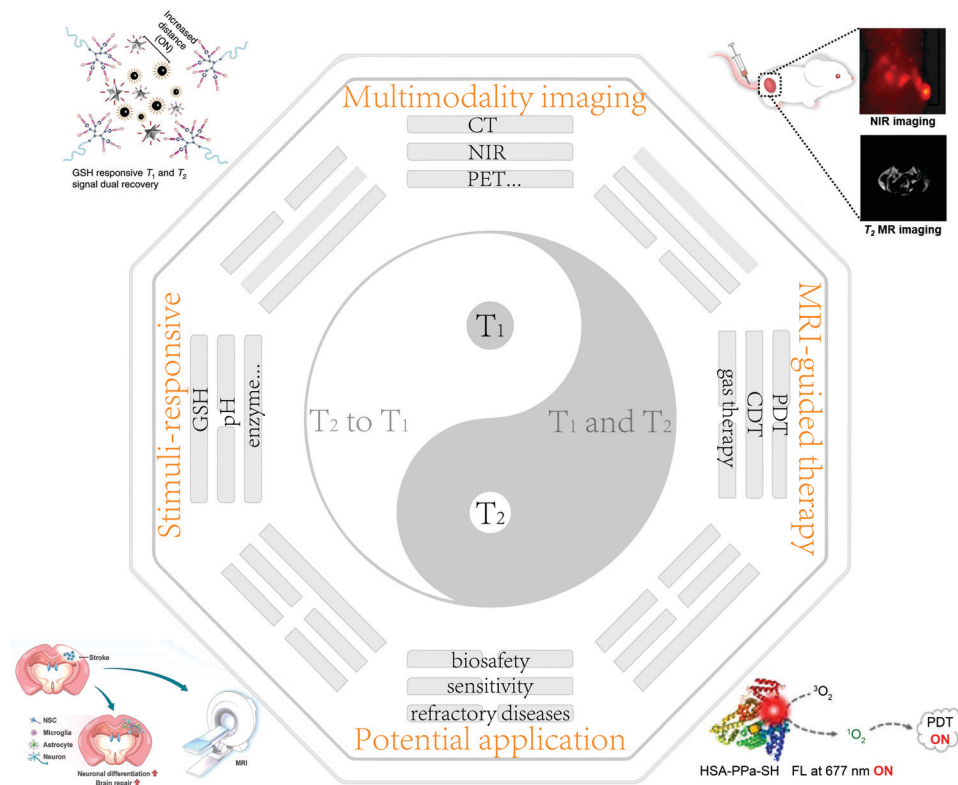 Increased
distance
(ON)
GSH responsive T₁ and T₂
signal dual recovery
NIR imaging
T₂ MR imaging
Multimodality imaging
CT
NIR
PET...
Stimuli-responsive
GSH
pH
enzyme...
T₁
T₂ to T₁
T₁ and T₂
T₂
MRI-guided therapy
PDT
CDT
gas therapy
biosafety
sensitivity
refractory diseases
Potential application
Stroke
NSC
Microglia
Astrocyte
Neuron
Neuronal differentiation
Brain repair
MRI
³O₂
¹O₂
PDT
ON
HSA-PPa-SH FL at 677 nm ON